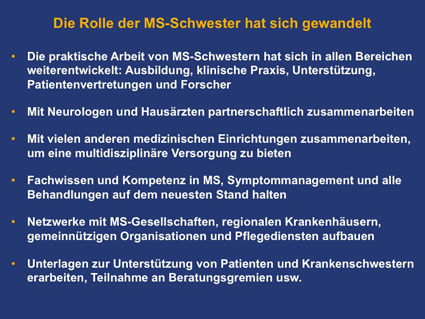 Die Rolle der MS-Schwester hat sich gewandelt
• Die praktische Arbeit von MS-Schwestern hat sich in allen Bereichen
weiterentwickelt: Ausbildung, klinische Praxis, Unterstützung,
Patientenvertretungen und Forscher
• Mit Neurologen und Hausärzten partnerschaftlich zusammenarbeiten
• Mit vielen anderen medizinischen Einrichtungen zusammenarbeiten,
um eine multidisziplinäre Versorgung zu bieten
• Fachwissen und Kompetenz in MS, Symptommanagement und alle
Behandlungen auf dem neuesten Stand halten
• Netzwerke mit MS-Gesellschaften, regionalen Krankenhäusern,
gemeinnützigen Organisationen und Pflegediensten aufbauen
• Unterlagen zur Unterstützung von Patienten und Krankenschwestern
erarbeiten, Teilnahme an Beratungsgremien usw.